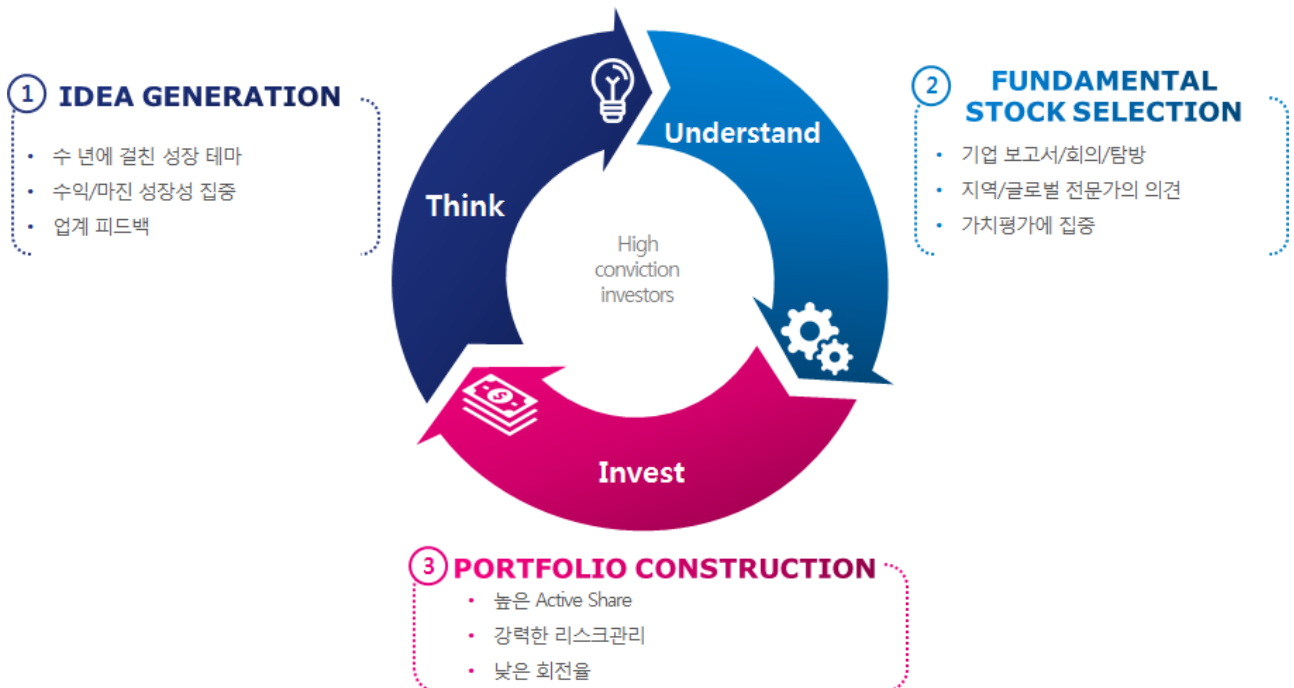 1 IDEA GENERATION
• 수 년에 걸친 성장 테마
• 수익/마진 성장성 집중
• 업계 피드백
Think
Understand
High
conviction
investors
Invest
2 FUNDAMENTAL
STOCK SELECTION
• 기업 보고서/회의/탐방
• 지역/글로벌 전문가의 의견
• 가치평가에 집중
3 PORTFOLIO CONSTRUCTION
• 높은 Active Share
• 강력한 리스크관리
• 낮은 회전율